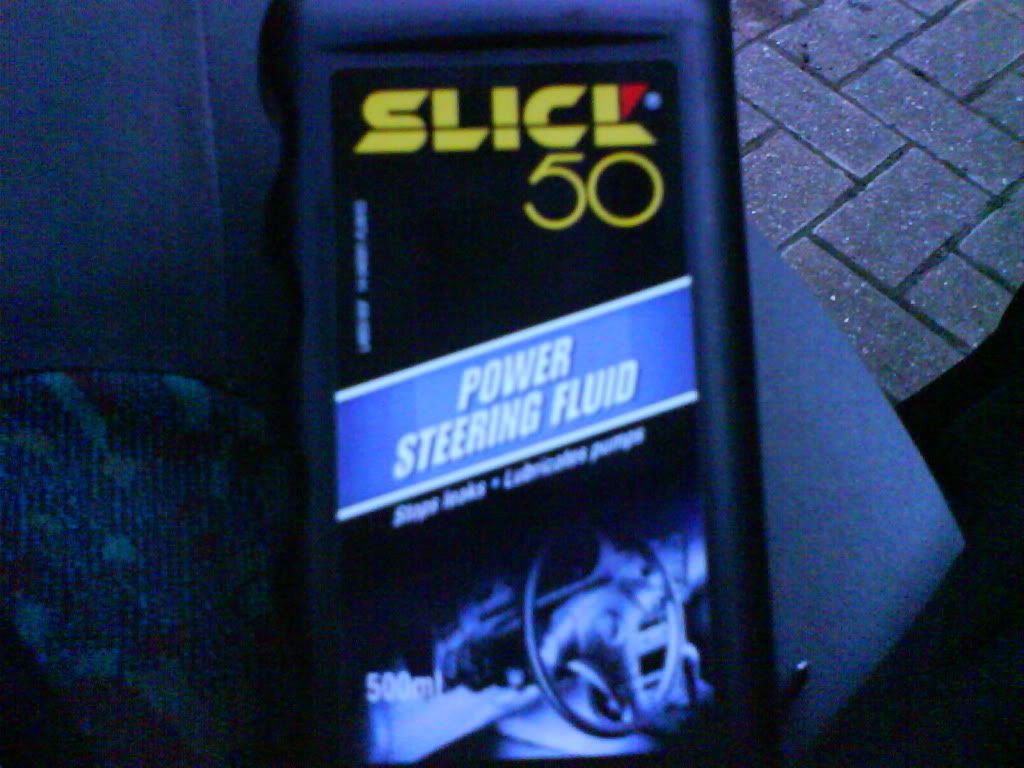 SLICK
50
POWER
STEERING FLUID
Stops leaks • Lubricates pumps
500ml